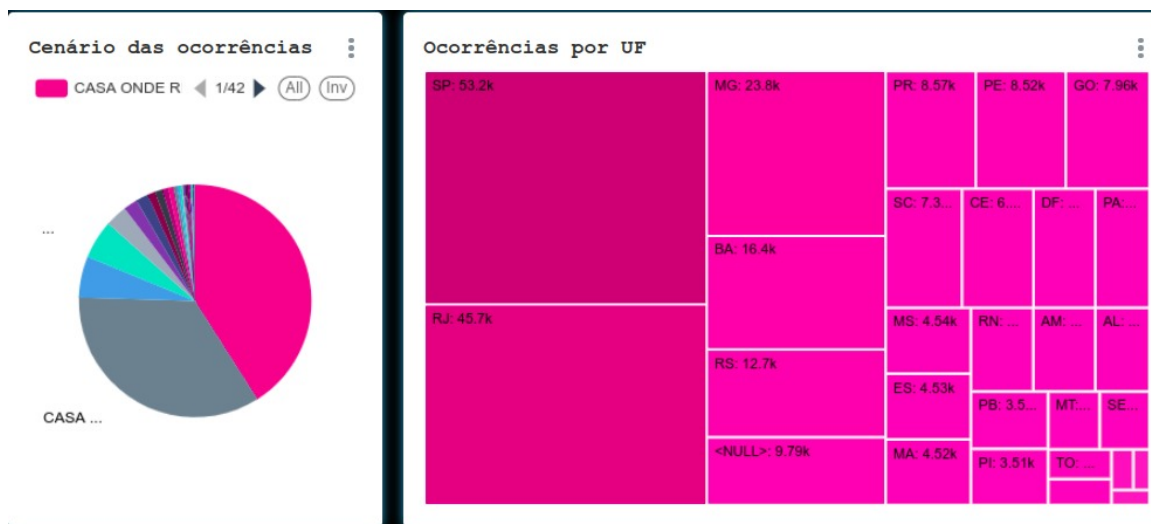 Cenário das ocorrências
CASA ONDE R 1/42 All Inv
...
CASA ...
Ocorrências por UF
SP: 53.2k
MG: 23.8k
PR: 8.57k
PE: 8.52k
GO: 7.96k
SC: 7.3...
CE: 6....
DF: ...
PA:...
BA: 16.4k
RJ: 45.7k
MS: 4.54k
RN: ...
AM: ...
AL: ...
RS: 12.7k
ES: 4.53k
PB: 3.5...
MT:...
SE...
<NULL>: 9.79k
MA: 4.52k
PI: 3.51k
TO: ...